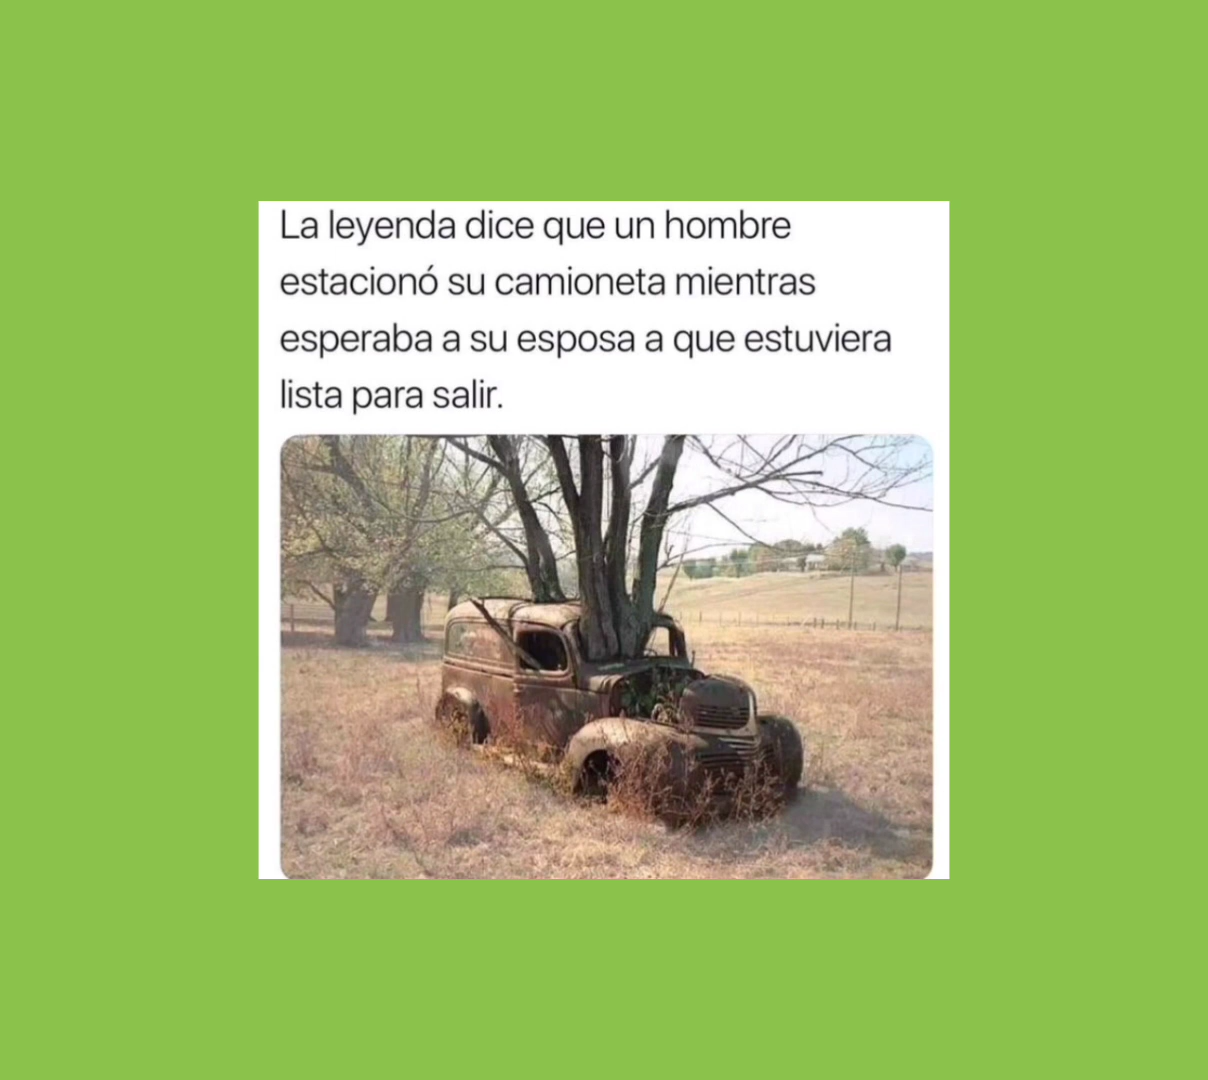 La leyenda dice que un hombre
estacionó su camioneta mientras
esperaba a su esposa a que estuviera
lista para salir.